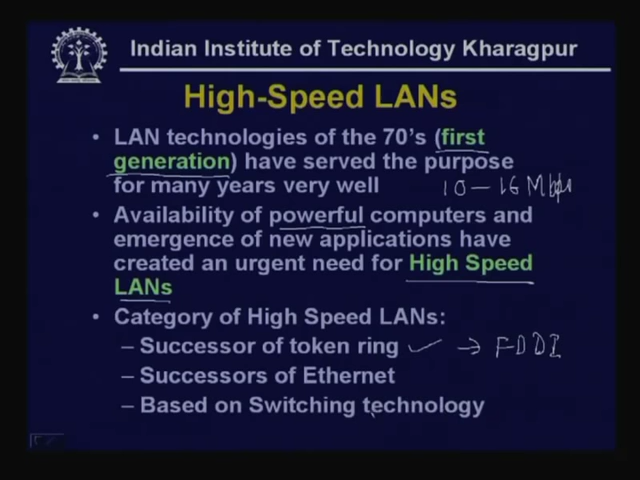 Indian Institute of Technology Kharagpur
High-Speed LANs
• LAN technologies of the 70's (first
generation) have served the purpose
for many years very well 10-16 Mbps
• Availability of powerful computers and
emergence of new applications have
created an urgent need for High Speed
LANs
• Category of High Speed LANs:
– Successor of token ring ✓ → FDDI
– Successors of Ethernet
– Based on Switching technology